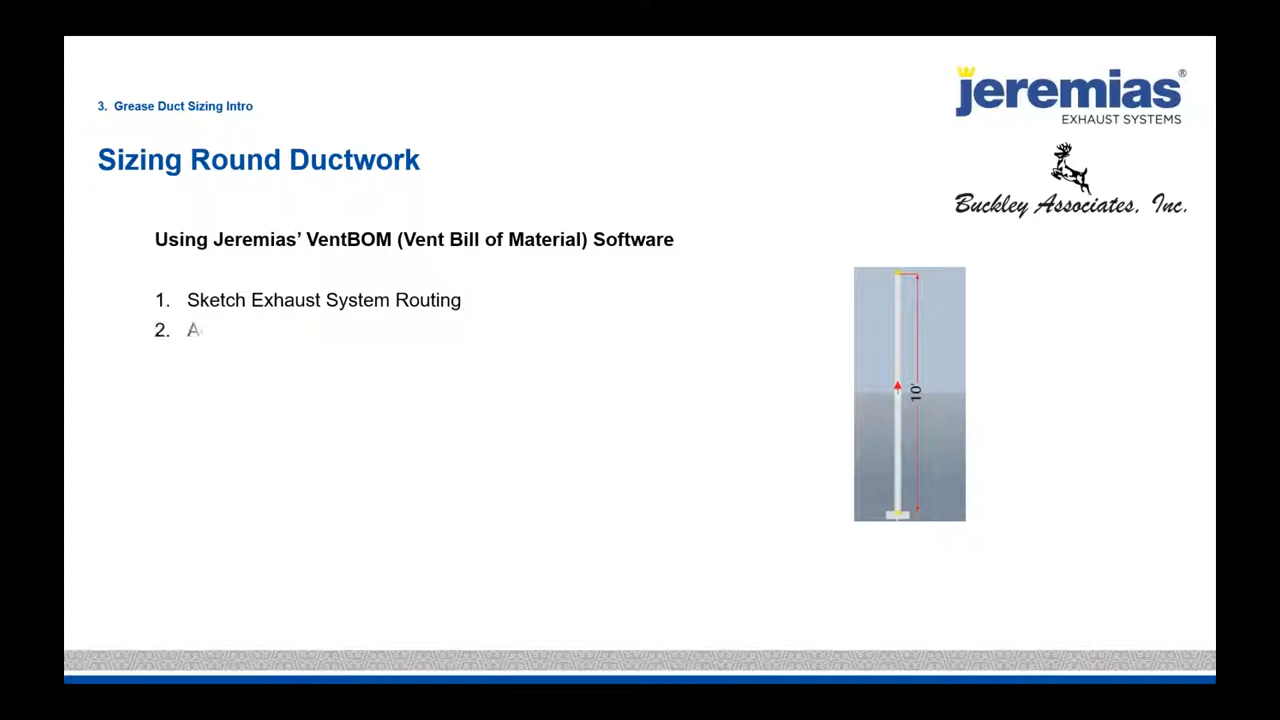 jeremias®
EXHAUST SYSTEMS
Buckley Associates, Inc.
3. Grease Duct Sizing Intro
Sizing Round Ductwork
Using Jeremias’ VentBOM (Vent Bill of Material) Software
1. Sketch Exhaust System Routing
2. A
10'